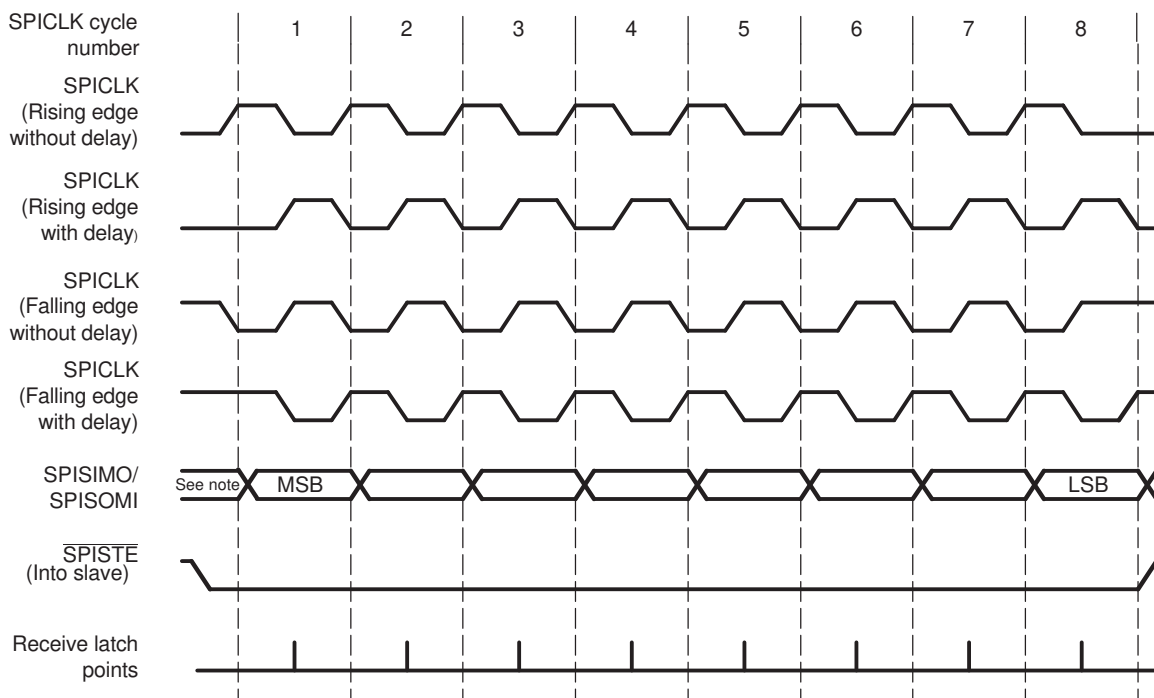 SPICLK cycle
number
1 2 3 4 5 6 7 8
SPICLK
(Rising edge
without delay)
SPICLK
(Rising edge
with delay)
SPICLK
(Falling edge
without delay)
SPICLK
(Falling edge
with delay)
SPISIMO/
SPISOMI
See note MSB LSB
SPISTE
(Into slave)
Receive latch
points